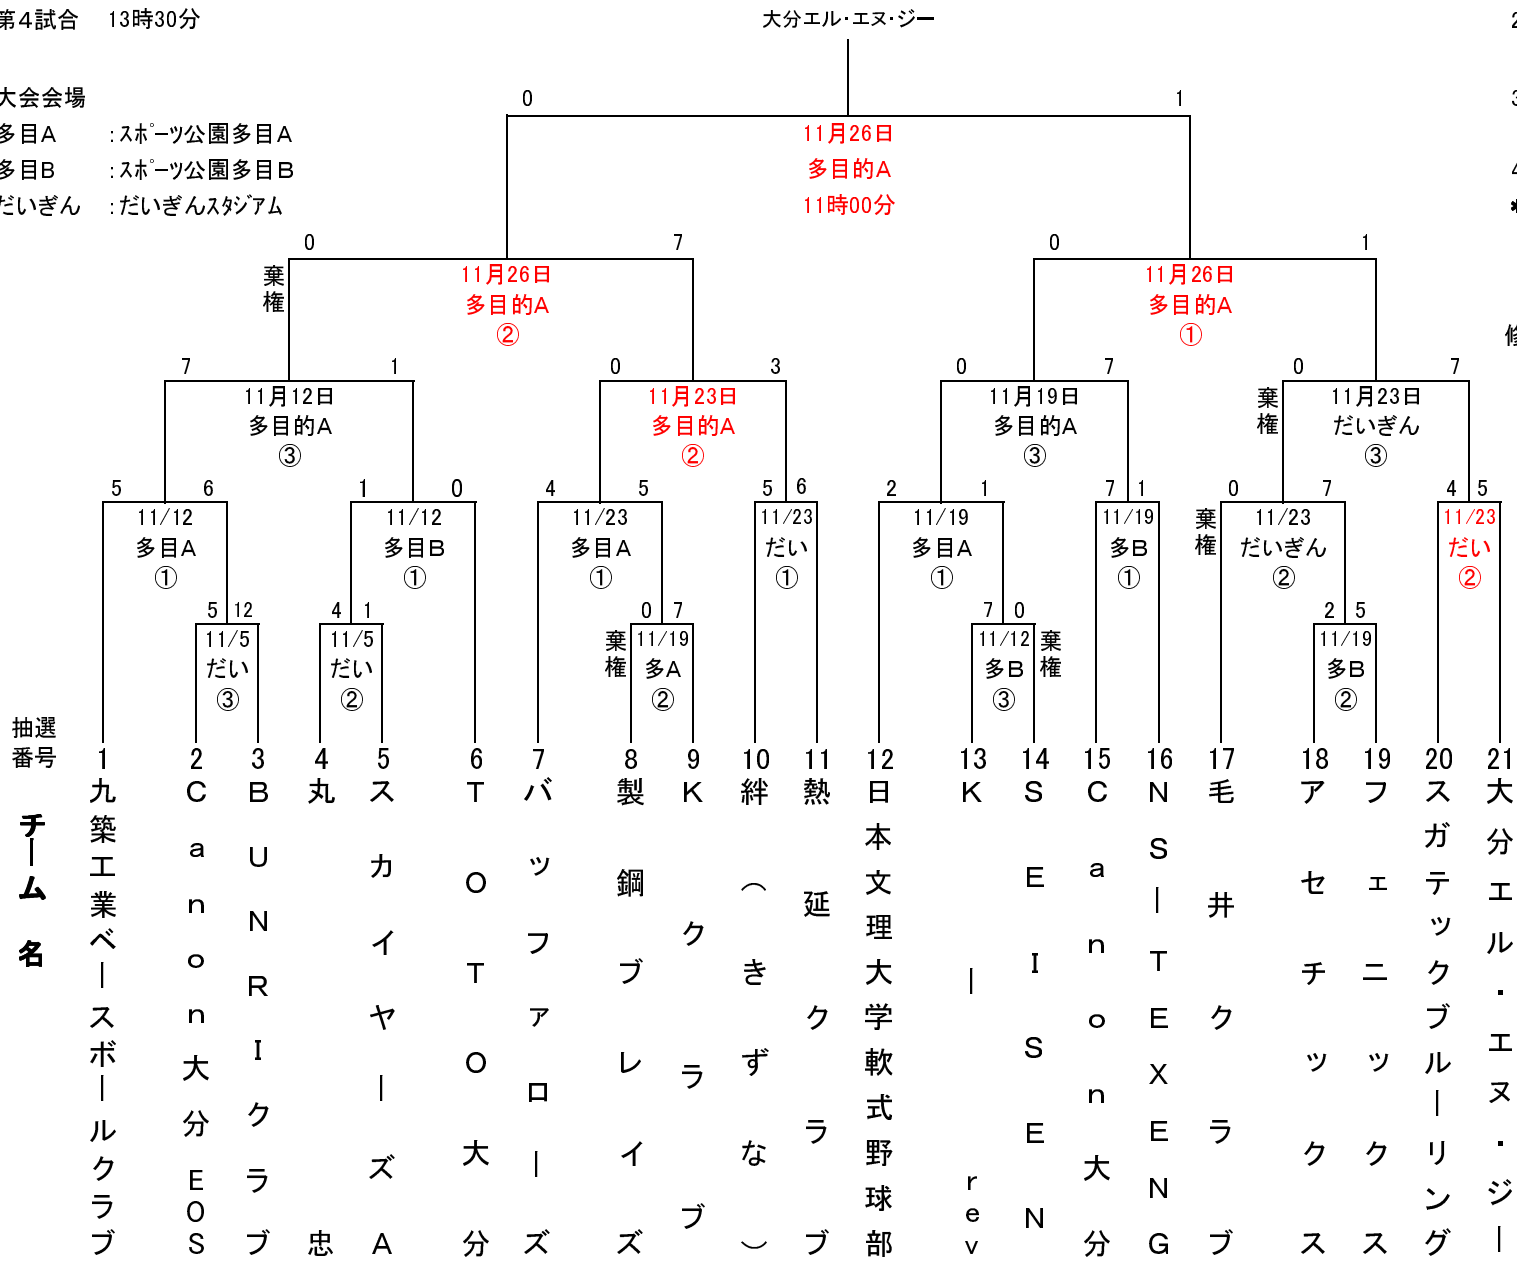 第4試合 13時30分
大分エル・エヌ・ジー
2
大会会場
0 1
3
多目A :スポーツ公園多目A
11月26日
多目B :スポーツ公園多目B
多目的A
4
だいぎん :だいぎんスタジアム
11時00分
*
0 7 0 1
棄権
11月26日 11月26日
多目的A 多目的A
② ①
修
7 1 0 3 0 7 0 7
11月12日 11月23日 11月19日 棄権 11月23日
多目的A 多目的A 多目的A だいぎん
③ ② ③ ③
5 6 1 0 4 5 5 6 2 1 7 1 0 7 4 5
11/12 11/12 11/23 11/23 11/19 11/19 棄権 11/23 11/23
多目A 多目B 多目A だい 多目A 多B だいぎん だい
① ① ① ① ① ① ② ②
5 12 4 1 0 7 7 0 2 5
11/5 11/5 棄権 11/19 11/12 棄権 11/19
だい だい 多A 多B 多B
③ ② ② ③ ②
抽選
番号 1 2 3 4 5 6 7 8 9 10 11 12 13 14 15 16 17 18 19 20 21
チーム名
九築工業ベースボールクラブ
Canon大分EOS
BUNRIクラブ
丸忠
スカイヤーズA
TOTO大分
バッファローズ
製鋼ブレイズ
Kクラブ
絆(きずな)
熱延クラブ
日本文理大学軟式野球部
Kーrev
SEISEN
Canon大分
NSーTEXENG
毛井クラブ
アセチックス
フェニックス
スガテックブルーリング
大分エル・エヌ・ジー